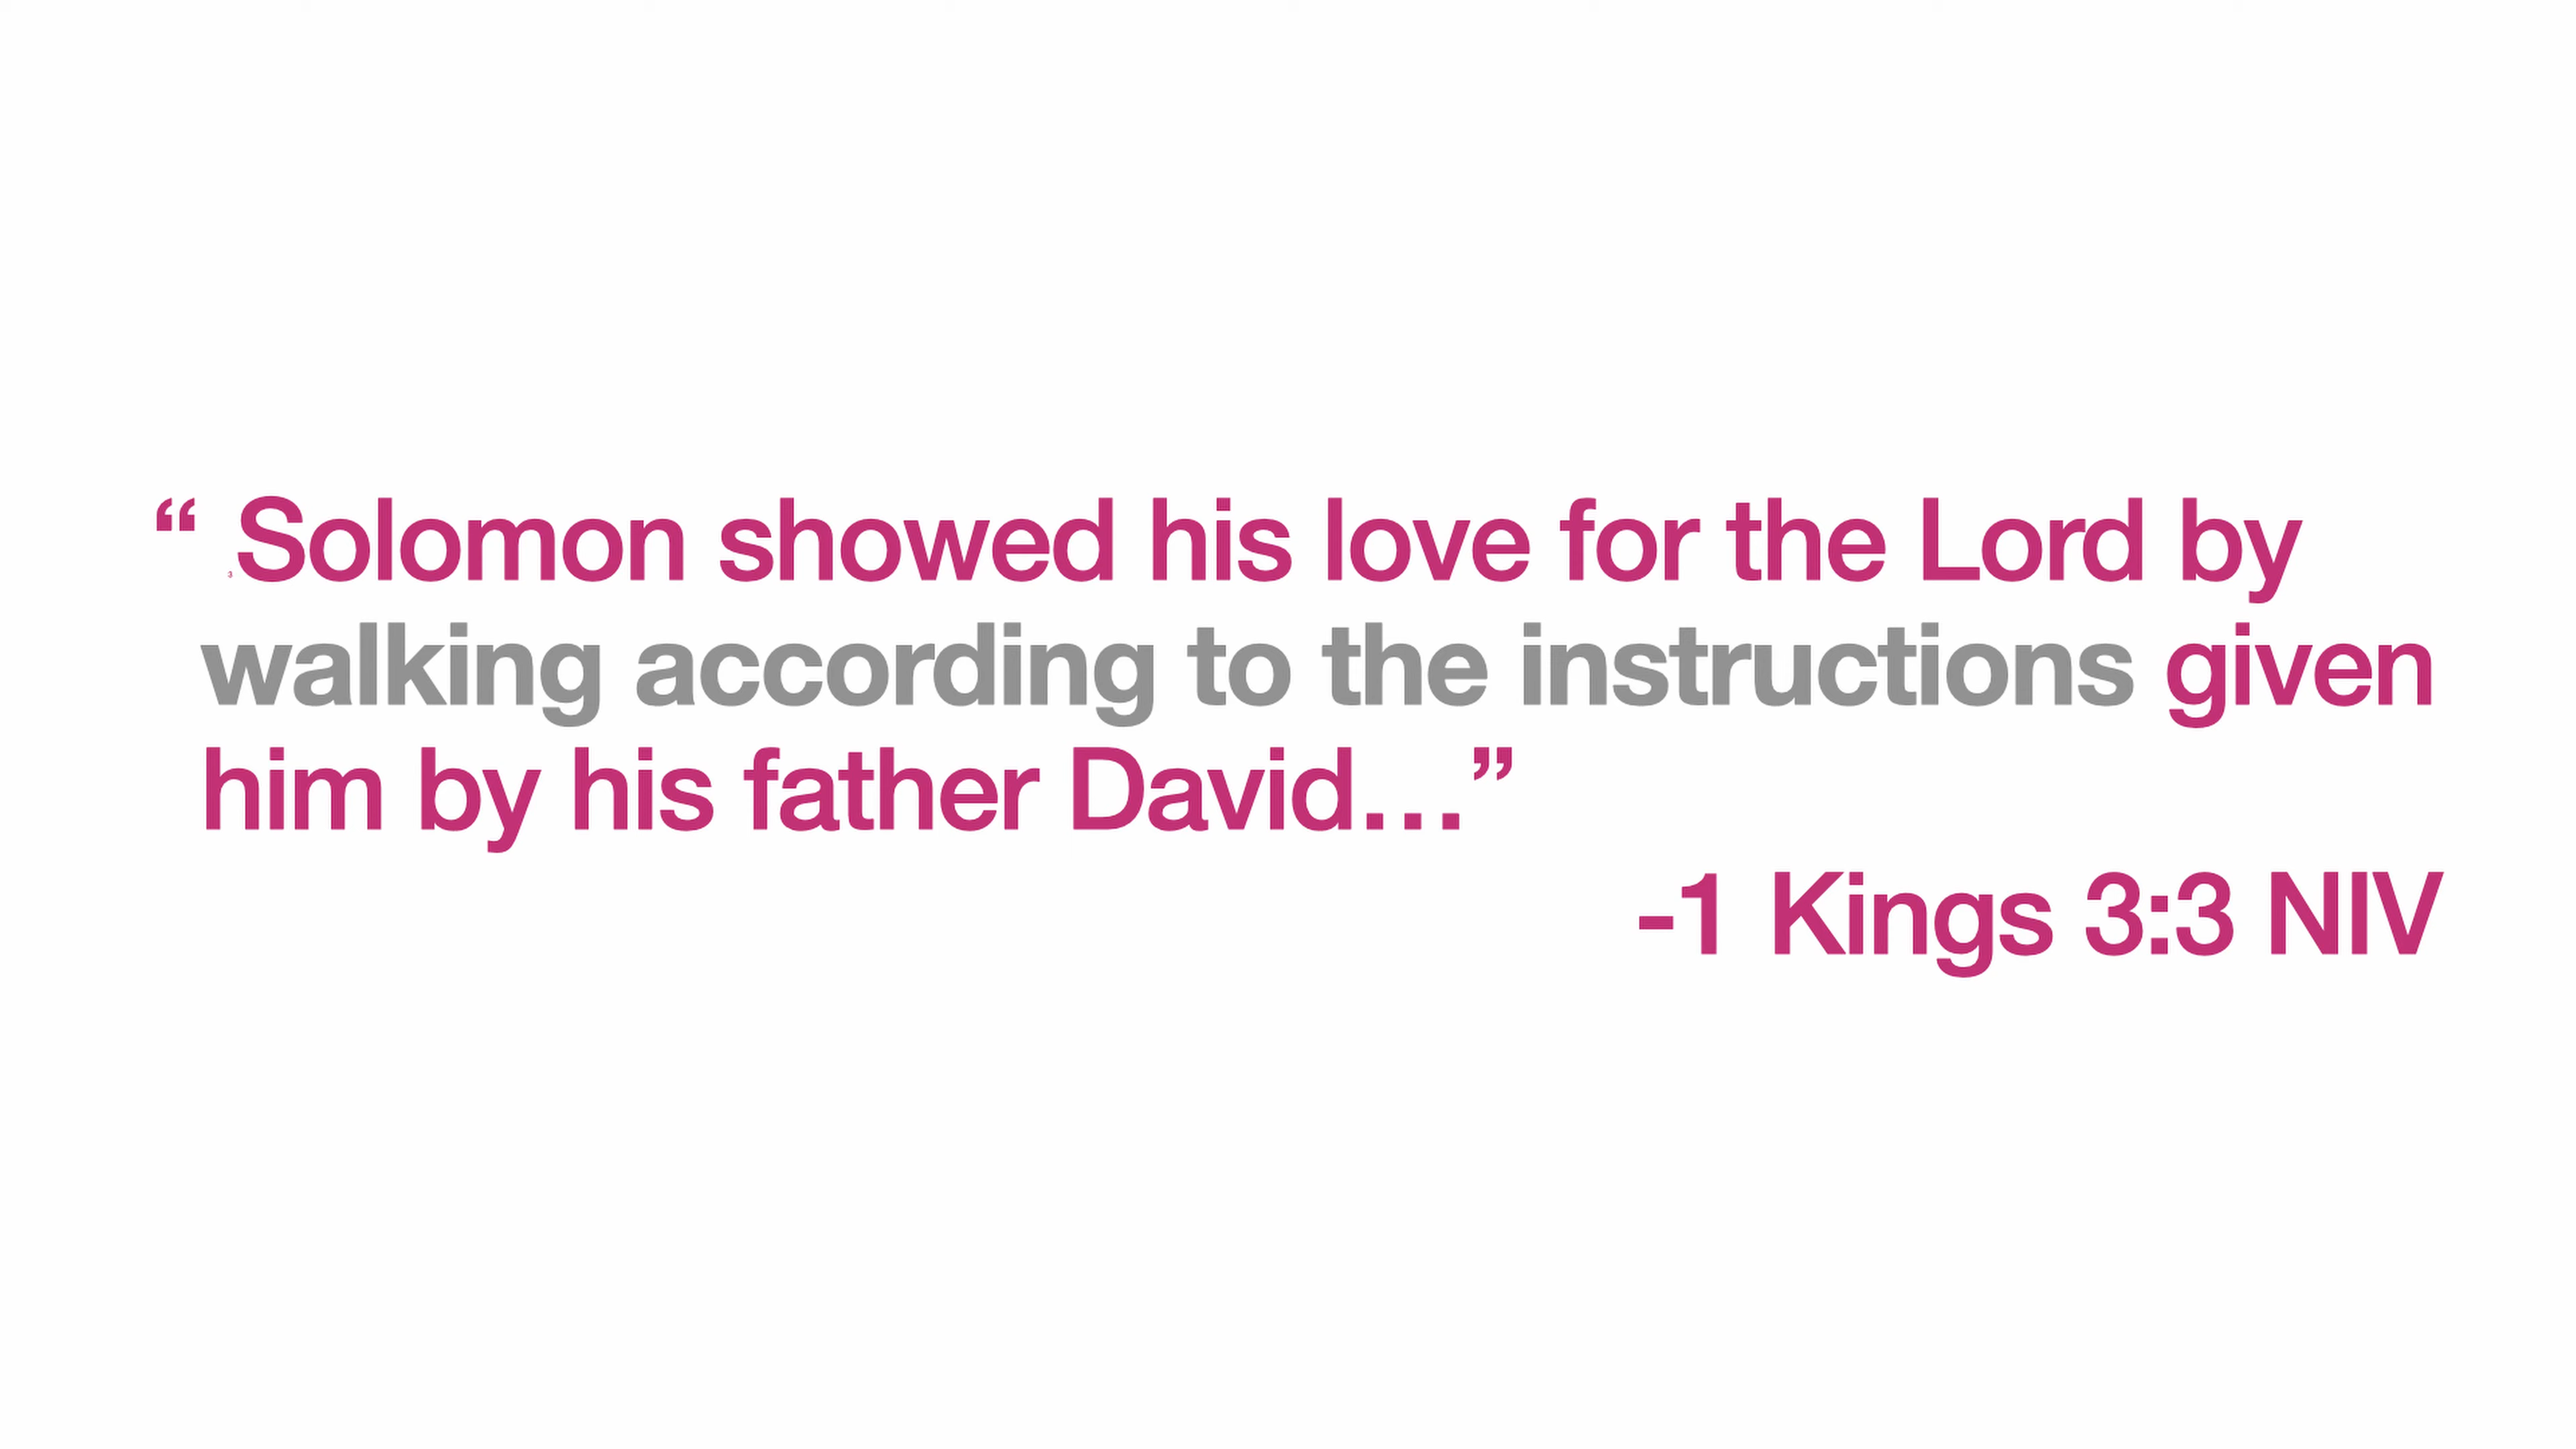 “ ₃Solomon showed his love for the Lord by
walking according to the instructions given
him by his father David…”
-1 Kings 3:3 NIV